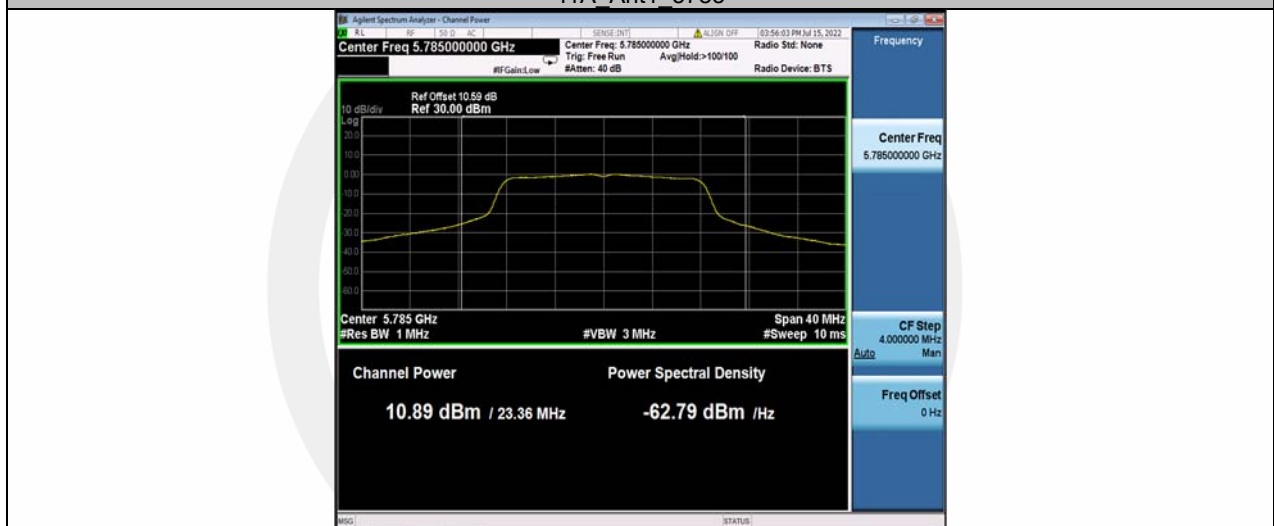 11A_Ant1_5785
Agilent Spectrum Analyzer - Channel Power
RL RF 50 Ω AC SENSE:INT ALIGN OFF 03:56:03 PM Jul 15, 2022
Center Freq 5.785000000 GHz
Center Freq: 5.785000000 GHz Radio Std: None
Trig: Free Run Avg|Hold:>100/100
#IFGain:Low #Atten: 40 dB Radio Device: BTS
Frequency
Ref Offset 10.59 dB
10 dB/div Ref 30.00 dBm
Log
20.0
10.0
0.00
-10.0
-20.0
-30.0
-40.0
-50.0
-60.0
Center 5.785 GHz Span 40 MHz
#Res BW 1 MHz #VBW 3 MHz #Sweep 10 ms
Channel Power Power Spectral Density
10.89 dBm / 23.36 MHz -62.79 dBm /Hz
Center Freq
5.785000000 GHz
CF Step
4.000000 MHz
Auto Man
Freq Offset
0 Hz
MSG STATUS